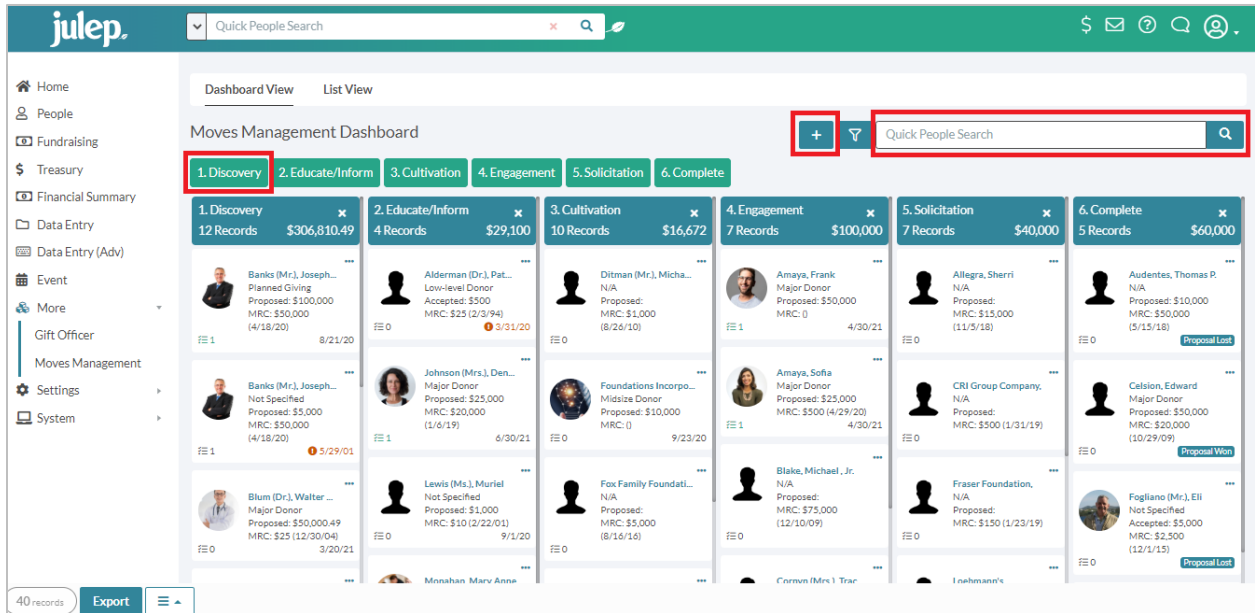 julep.
Quick People Search
Home
People
Fundraising
Treasury
Financial Summary
Data Entry
Data Entry (Adv)
Event
More
Gift Officer
Moves Management
Settings
System
Dashboard View List View
Moves Management Dashboard
+
Quick People Search
1. Discovery 2. Educate/Inform 3. Cultivation 4. Engagement 5. Solicitation 6. Complete
1. Discovery
12 Records $306,810.49
Banks (Mr.), Joseph...
Planned Giving
Proposed: $100,000
MRC: $50,000
(4/18/20)
1 8/21/20
Banks (Mr.), Joseph...
Not Specified
Proposed: $5,000
MRC: $50,000
(4/18/20)
1 5/29/01
Blum (Dr.), Walter ...
Major Donor
Proposed: $50,000.49
MRC: $25 (12/30/04)
0 3/20/21
2. Educate/Inform
4 Records $29,100
Alderman (Dr.), Pat...
Low-level Donor
Accepted: $500
MRC: $25 (2/3/94)
0 3/31/20
Johnson (Mrs.), Den...
Major Donor
Proposed: $25,000
MRC: $20,000
(1/6/19)
1 6/30/21
Lewis (Ms.), Muriel
Not Specified
Proposed: $1,000
MRC: $10 (2/22/01)
0 9/1/20
Monahan, Mary Anne
3. Cultivation
10 Records $16,672
Ditman (Mr.), Micha...
N/A
Proposed:
MRC: $1,000
(8/26/10)
0
Foundations Incorpo...
Midsize Donor
Proposed: $10,000
MRC: ()
0 9/23/20
Fox Family Foundati...
N/A
Proposed:
MRC: $5,000
(8/16/16)
0
4. Engagement
7 Records $100,000
Amaya, Frank
Major Donor
Proposed: $50,000
MRC: ()
1 4/30/21
Amaya, Sofia
Major Donor
Proposed: $25,000
MRC: $500 (4/29/20)
1 4/30/21
Blake, Michael , Jr.
N/A
Proposed:
MRC: $75,000
(12/10/09)
0
Cornyn (Mrs.), Trac...
5. Solicitation
7 Records $40,000
Allegra, Sherri
N/A
Proposed:
MRC: $15,000
(11/5/18)
0
CRI Group Company,
N/A
Proposed:
MRC: $500 (1/31/19)
0
Fraser Foundation,
N/A
Proposed:
MRC: $150 (1/23/19)
0
Loehmann's
6. Complete
5 Records $60,000
Audentes, Thomas P.
N/A
Proposed: $10,000
MRC: $50,000
(5/15/18)
0 Proposal Lost
Celsion, Edward
Major Donor
Proposed: $50,000
MRC: $20,000
(10/29/09)
0 Proposal Won
Fogliano (Mr.), Eli
Not Specified
Accepted: $5,000
MRC: $2,500
(12/1/15)
0 Proposal Lost
40 records Export